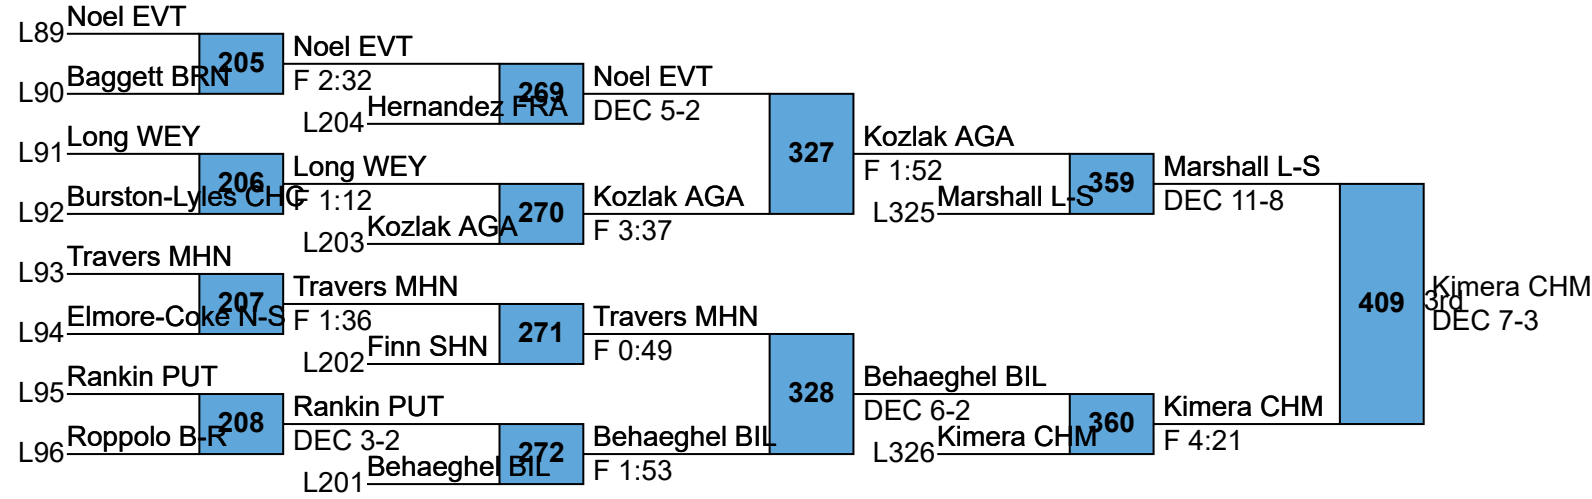 L89 Noel EVT
205
L90 Baggett BRN
Noel EVT
F 2:32
269
L204 Hernandez FRA
Noel EVT
DEC 5-2
L91 Long WEY
206
L92 Burston-Lyles CHC
Long WEY
F 1:12
270
L203 Kozlak AGA
Kozlak AGA
F 3:37
327
Kozlak AGA
F 1:52
L325 Marshall L-S
359
Marshall L-S
DEC 11-8
L93 Travers MHN
207
L94 Elmore-Coke N-S
Travers MHN
F 1:36
271
L202 Finn SHN
Travers MHN
F 0:49
L95 Rankin PUT
208
L96 Roppolo B-R
Rankin PUT
DEC 3-2
272
L201 Behaeghel BIL
Behaeghel BIL
F 1:53
328
Behaeghel BIL
DEC 6-2
L326 Kimera CHM
360
Kimera CHM
F 4:21
409
3rd
Kimera CHM
DEC 7-3